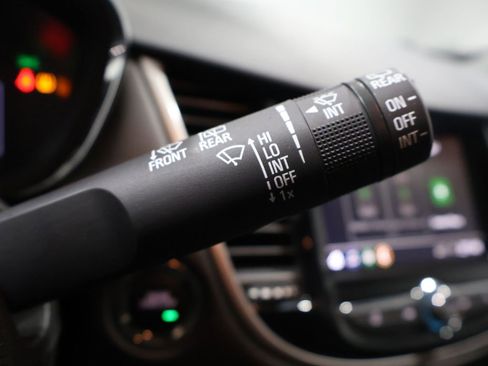 FRONT
REAR
HI
LO
INT
OFF
1x
INT
REAR
ON
OFF
INT